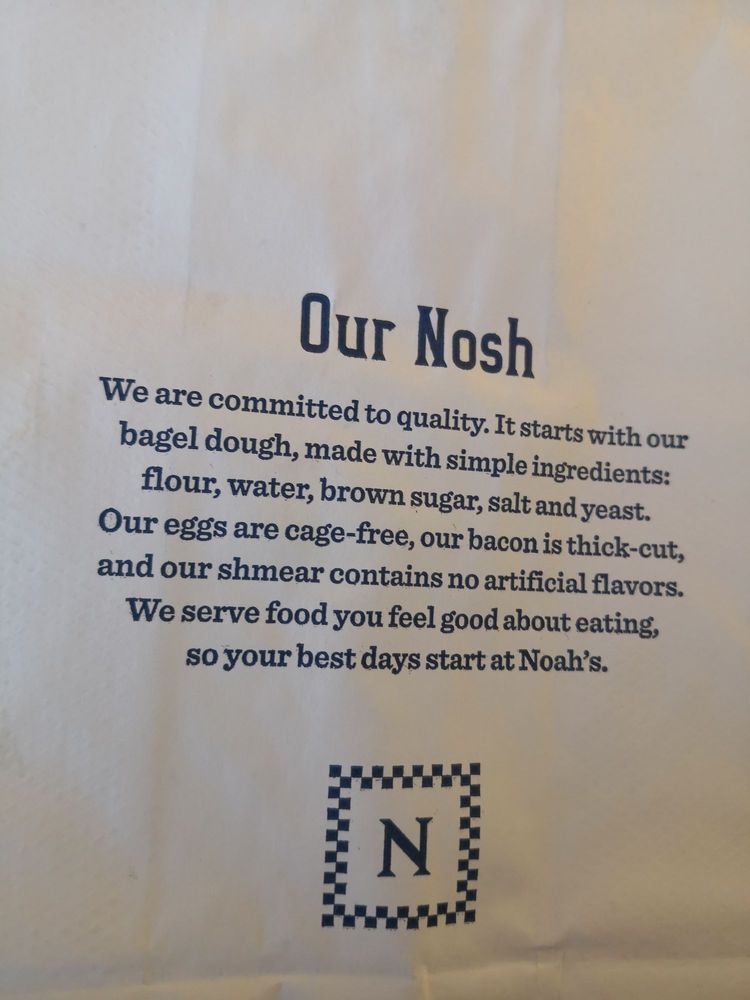 Our Nosh
We are committed to quality. It starts with our
bagel dough, made with simple ingredients:
flour, water, brown sugar, salt and yeast.
Our eggs are cage-free, our bacon is thick-cut,
and our shmear contains no artificial flavors.
We serve food you feel good about eating,
so your best days start at Noah's.
N